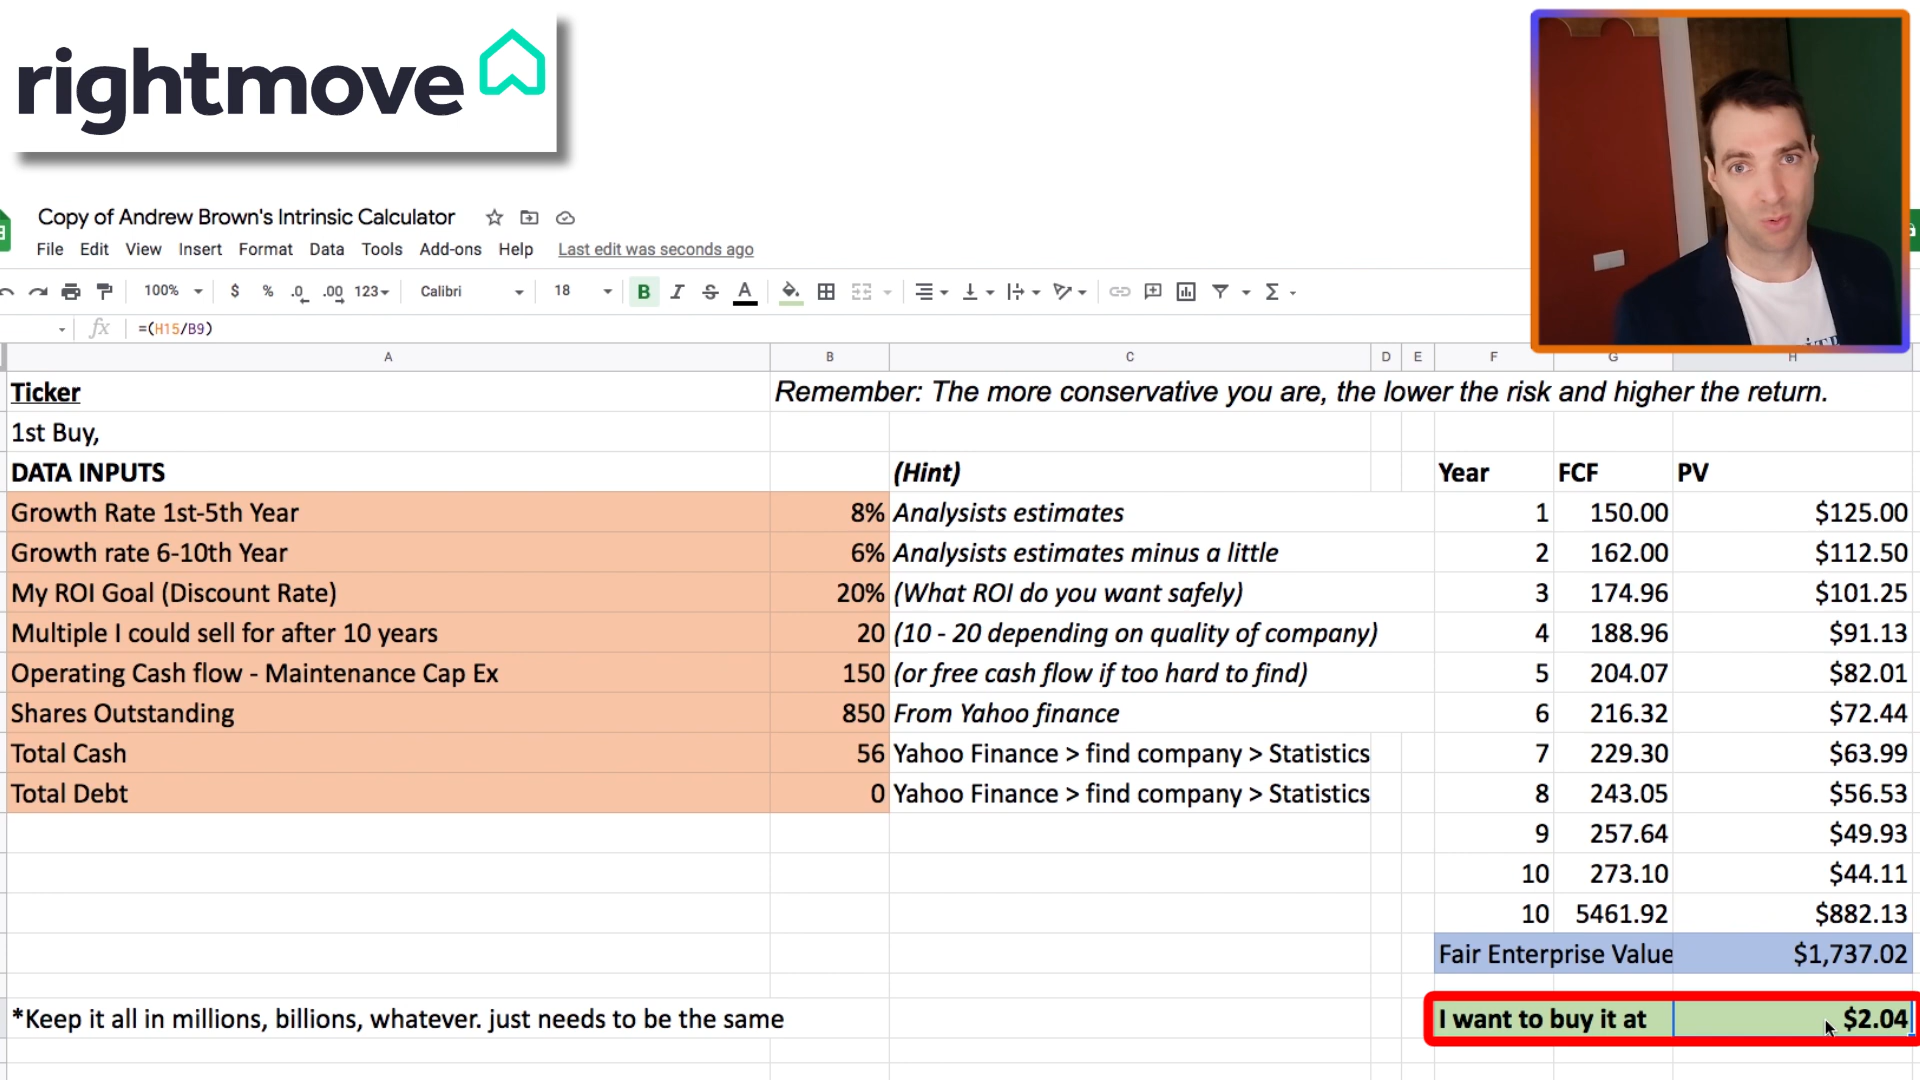 rightmove
Copy of Andrew Brown's Intrinsic Calculator
File Edit View Insert Format Data Tools Add-ons Help Last edit was seconds ago
100% $ % .0 .00 123 Calibri 18 B I S A
fx =(H15/B9)
A B C D E F G H
Ticker Remember: The more conservative you are, the lower the risk and higher the return.
1st Buy,
DATA INPUTS (Hint) Year FCF PV
Growth Rate 1st-5th Year 8% Analysists estimates 1 150.00 $125.00
Growth rate 6-10th Year 6% Analysists estimates minus a little 2 162.00 $112.50
My ROI Goal (Discount Rate) 20% (What ROI do you want safely) 3 174.96 $101.25
Multiple I could sell for after 10 years 20 (10 - 20 depending on quality of company) 4 188.96 $91.13
Operating Cash flow - Maintenance Cap Ex 150 (or free cash flow if too hard to find) 5 204.07 $82.01
Shares Outstanding 850 From Yahoo finance 6 216.32 $72.44
Total Cash 56 Yahoo Finance > find company > Statistics 7 229.30 $63.99
Total Debt 0 Yahoo Finance > find company > Statistics 8 243.05 $56.53
9 257.64 $49.93
10 273.10 $44.11
10 5461.92 $882.13
Fair Enterprise Value $1,737.02
*Keep it all in millions, billions, whatever. just needs to be the same I want to buy it at $2.04